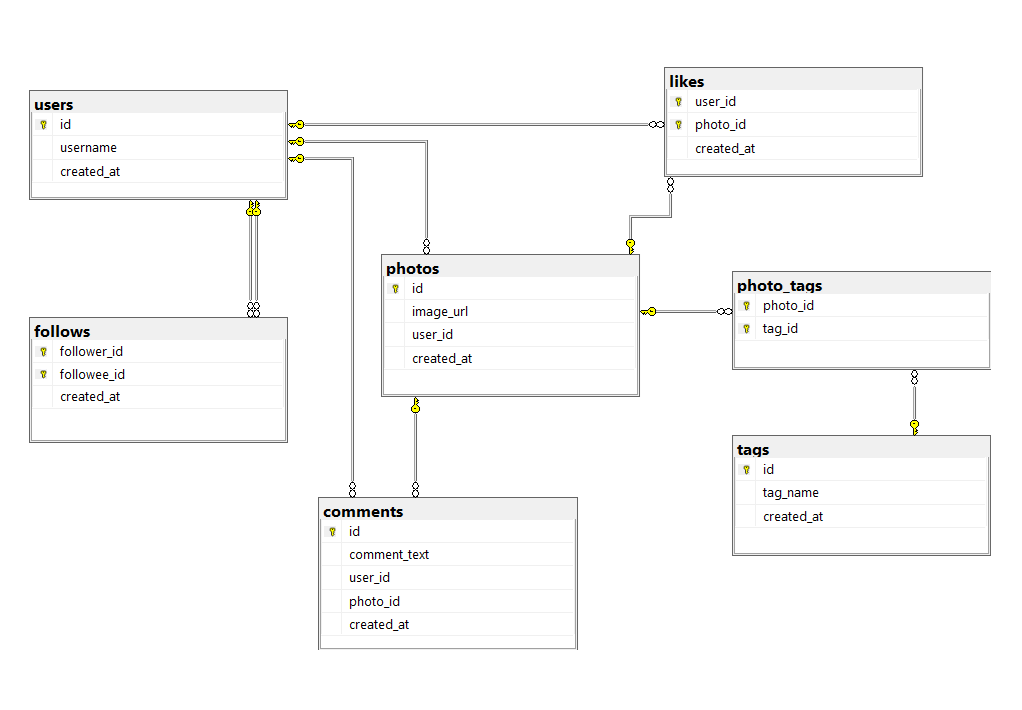 users
id
username
created_at
likes
user_id
photo_id
created_at
photos
id
image_url
user_id
created_at
photo_tags
photo_id
tag_id
follows
follower_id
followee_id
created_at
tags
id
tag_name
created_at
comments
id
comment_text
user_id
photo_id
created_at